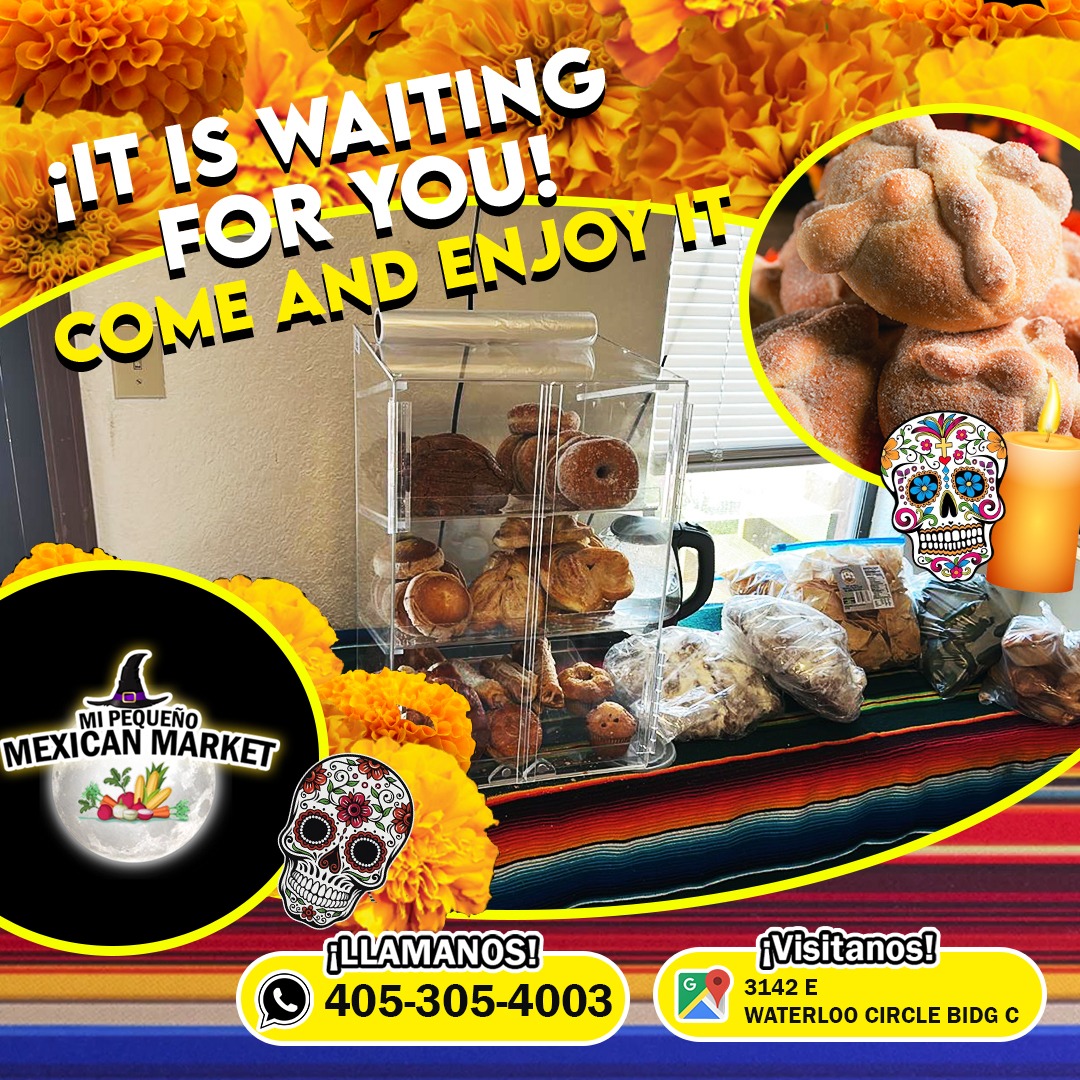 ¡IT IS WAITING
FOR YOU!
COME AND ENJOY IT
MI PEQUEÑO
MEXICAN MARKET
¡LLAMANOS!
405-305-4003
¡Visitanos!
G
3142 E
WATERLOO CIRCLE BIDG C